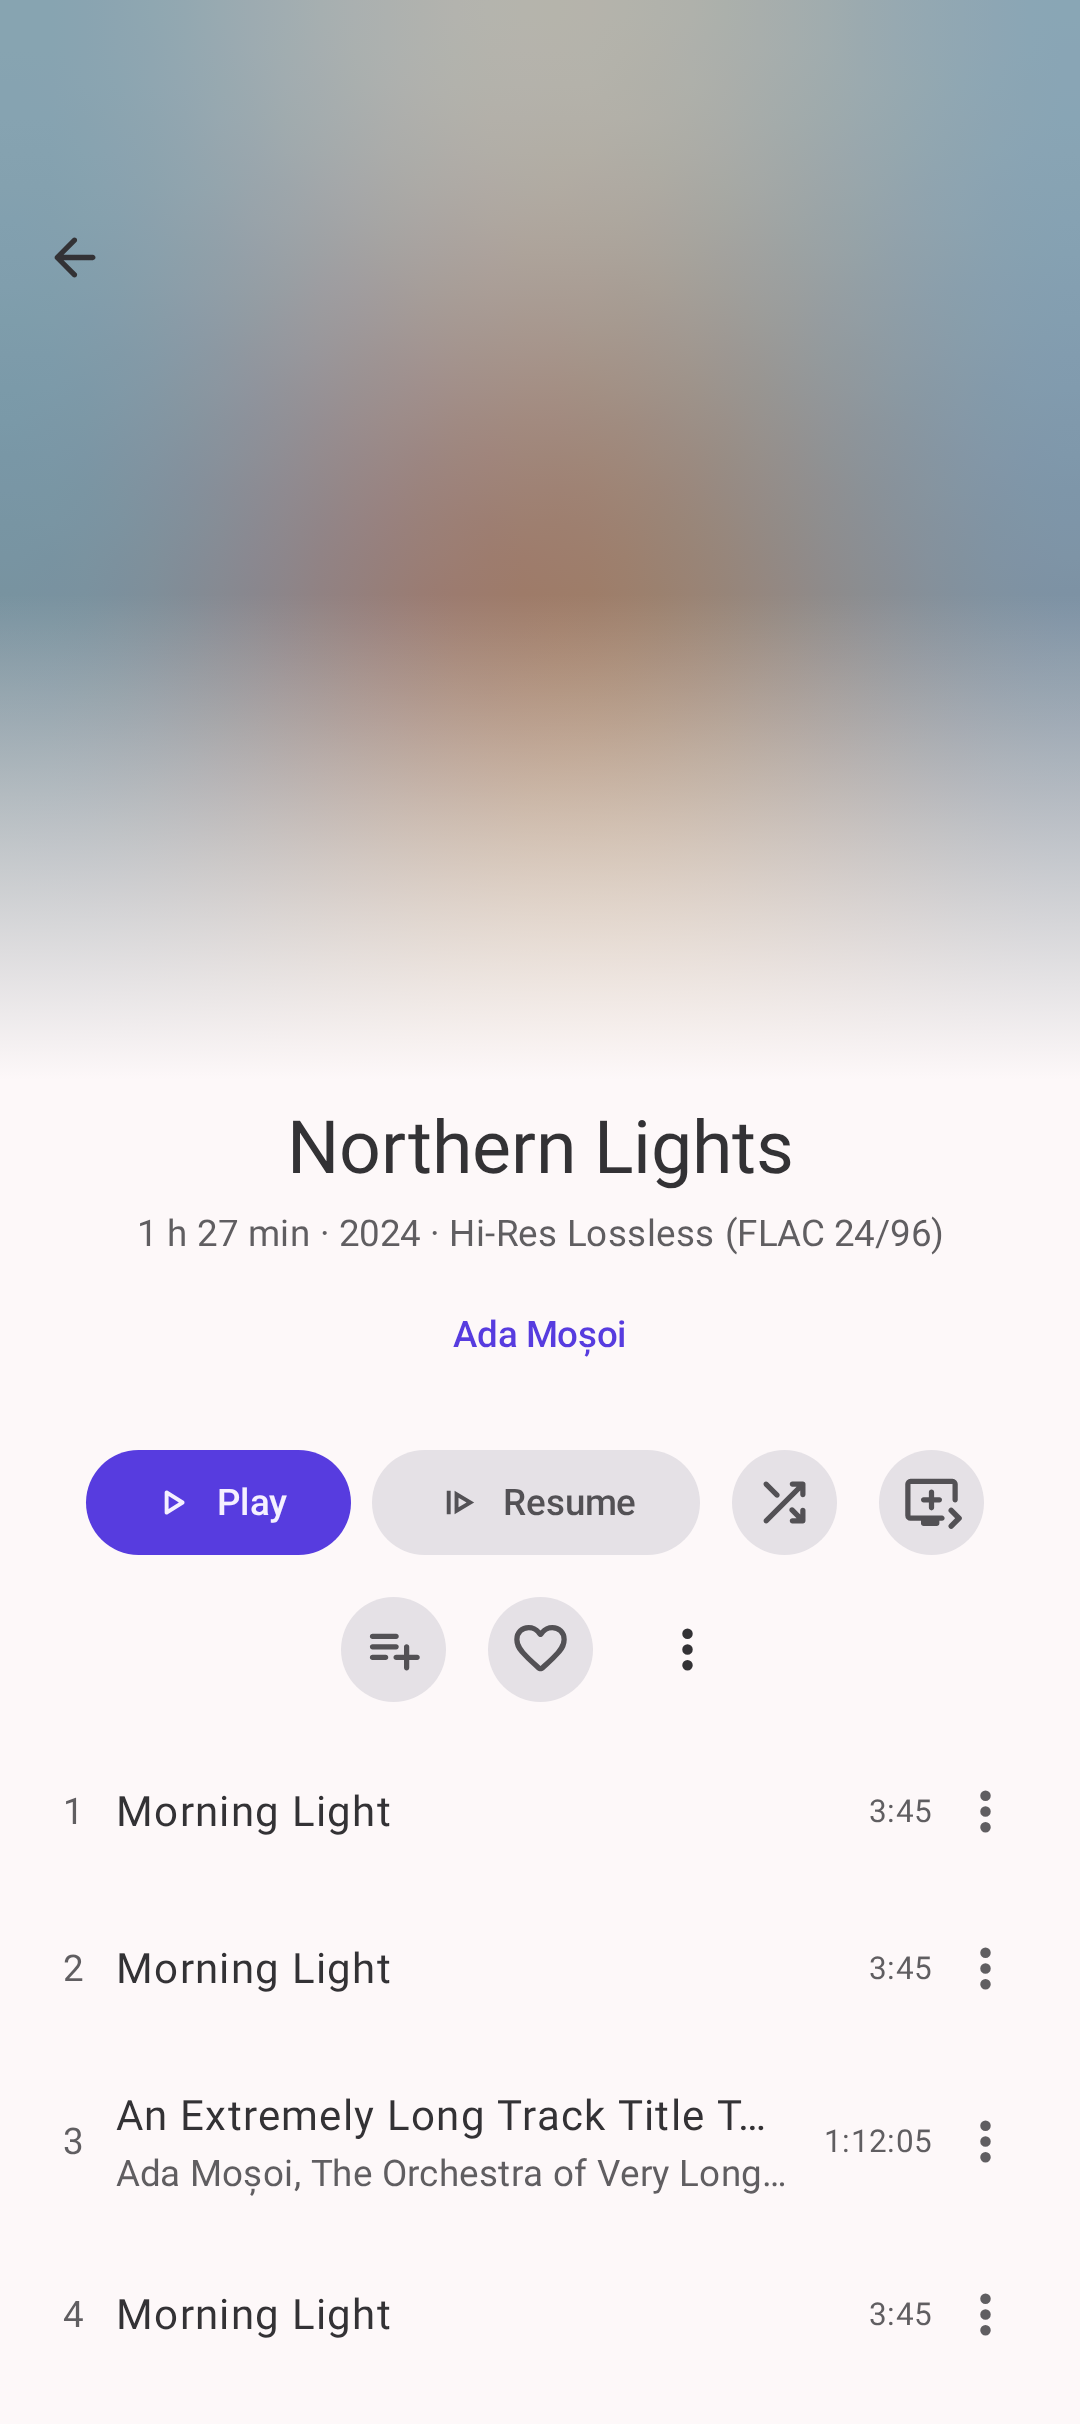 Northern Lights
1 h 27 min · 2024 · Hi-Res Lossless (FLAC 24/96)
Ada Moșoi
Play
Resume
1 Morning Light 3:45
2 Morning Light 3:45
3 An Extremely Long Track Title T… 1:12:05
Ada Moșoi, The Orchestra of Very Long…
4 Morning Light 3:45